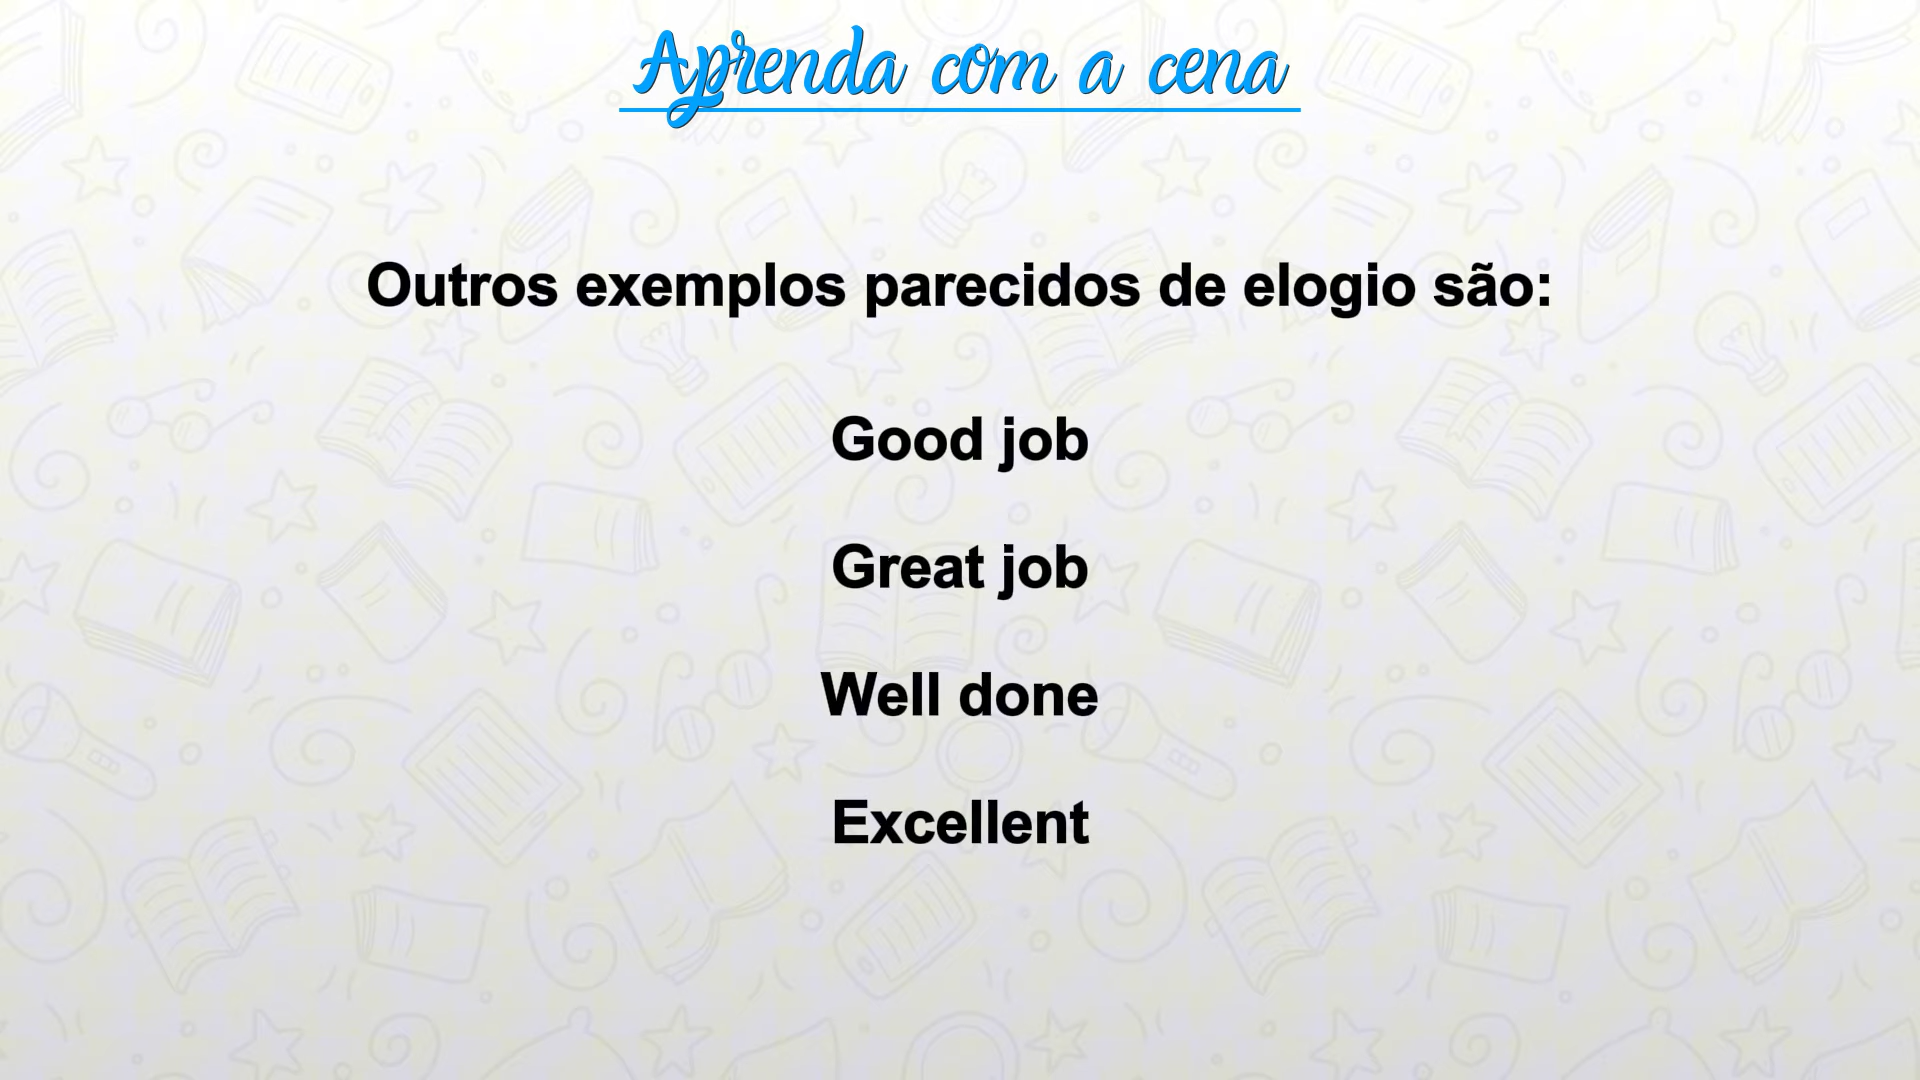 Aprenda com a cena
Outros exemplos parecidos de elogio são:
Good job
Great job
Well done
Excellent